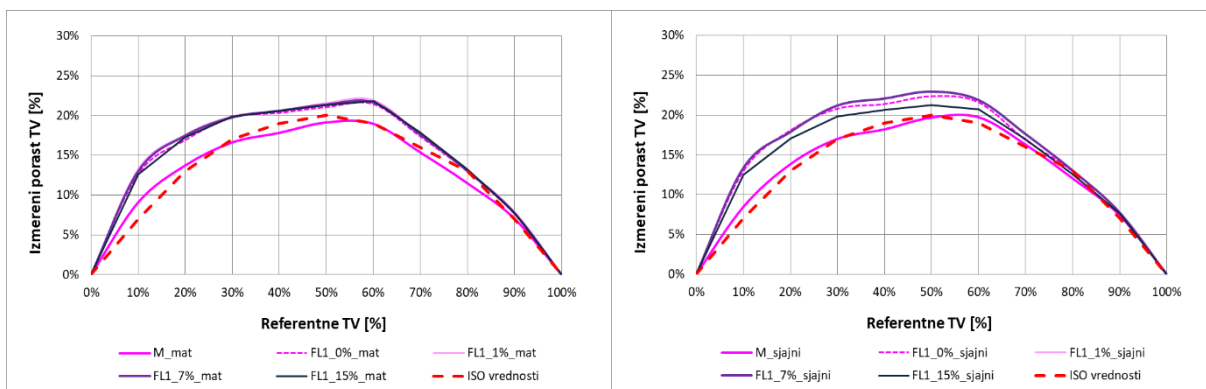 30%
25%
20%
15%
10%
5%
0%
Izmereni porast TV [%]
0% 10% 20% 30% 40% 50% 60% 70% 80% 90% 100%
Referentne TV [%]
M_mat FL1_0%_mat FL1_1%_mat
FL1_7%_mat FL1_15%_mat ISO vrednosti
30%
25%
20%
15%
10%
5%
0%
Izmereni porast TV [%]
0% 10% 20% 30% 40% 50% 60% 70% 80% 90% 100%
Referentne TV [%]
M_sjajni FL1_0%_sjajni FL1_1%_sjajni
FL1_7%_sjajni FL1_15%_sjajni ISO vrednosti